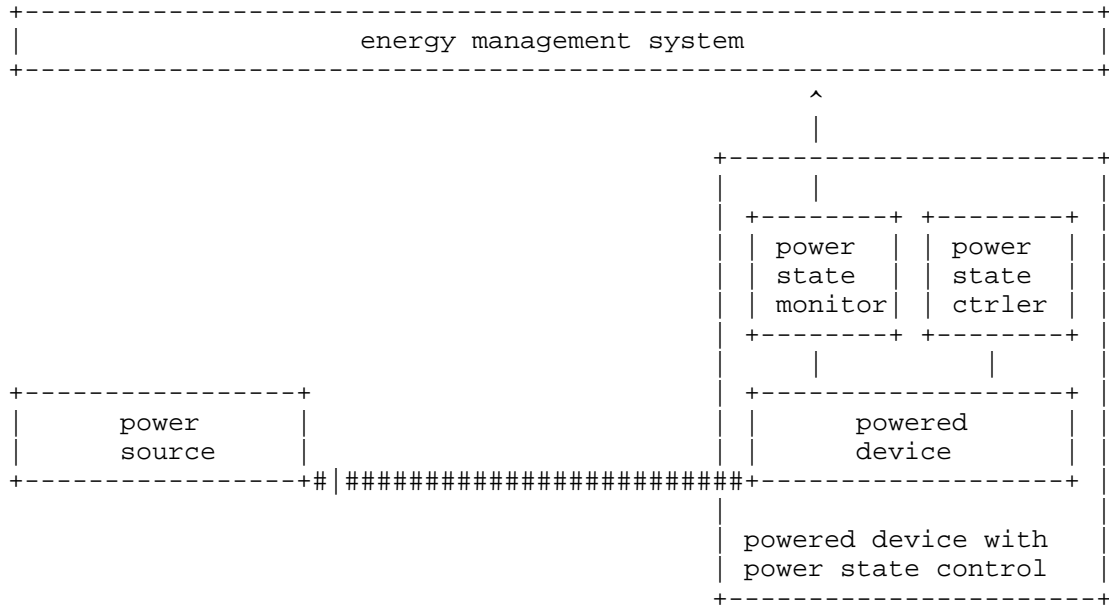 energy management system
power power
state state
monitor ctrler
power powered
source device
powered device with
power state control